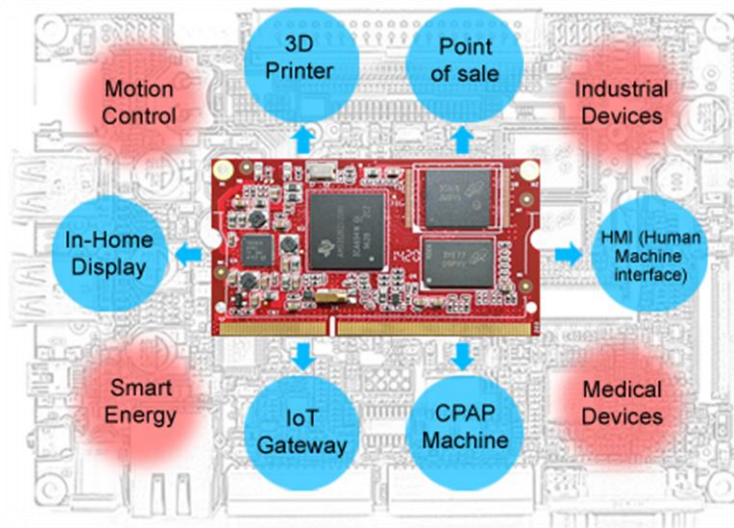 3D
Printer
Point
of sale
Motion
Control
Industrial
Devices
In-Home
Display
HMI (Human
Machine
interface)
Smart
Energy
IoT
Gateway
CPAP
Machine
Medical
Devices
1420